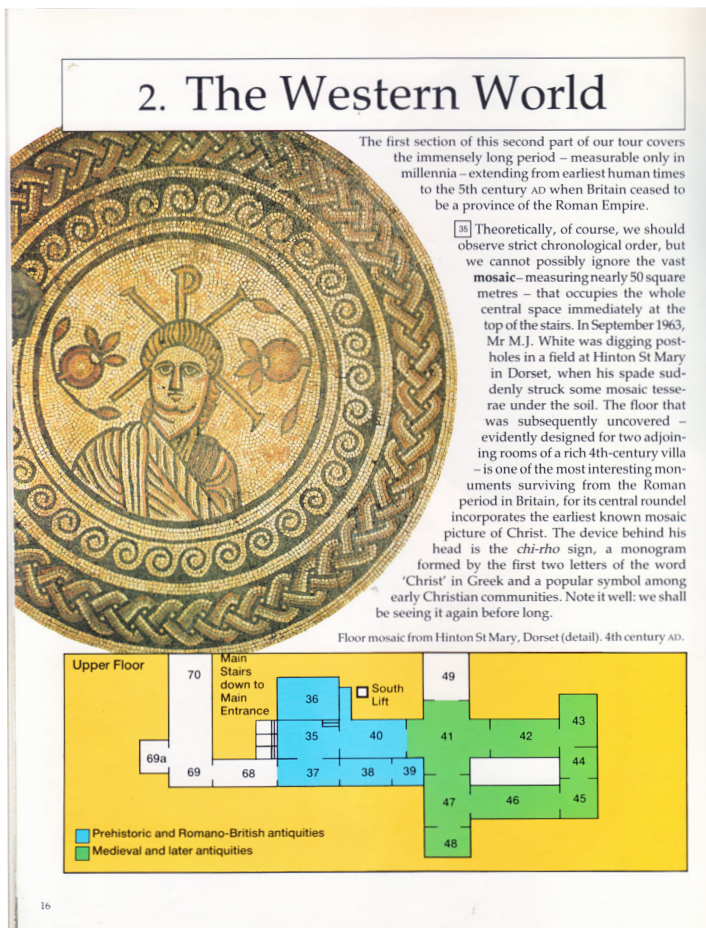 2. The Western World
The first section of this second part of our tour covers
the immensely long period – measurable only in
millennia – extending from earliest human times
to the 5th century AD when Britain ceased to
be a province of the Roman Empire.
35 Theoretically, of course, we should
observe strict chronological order, but
we cannot possibly ignore the vast
mosaic – measuring nearly 50 square
metres – that occupies the whole
central space immediately at the
top of the stairs. In September 1963,
Mr M.J. White was digging post-
holes in a field at Hinton St Mary
in Dorset, when his spade sud-
denly struck some mosaic tesse-
rae under the soil. The floor that
was subsequently uncovered –
evidently designed for two adjoin-
ing rooms of a rich 4th-century villa
– is one of the most interesting mon-
uments surviving from the Roman
period in Britain, for its central roundel
incorporates the earliest known mosaic
picture of Christ. The device behind his
head is the chi-rho sign, a monogram
formed by the first two letters of the word
'Christ' in Greek and a popular symbol among
early Christian communities. Note it well: we shall
be seeing it again before long.
Floor mosaic from Hinton St Mary, Dorset (detail). 4th century AD.
Upper Floor
70
Main
Stairs
down to
Main
Entrance
36
South
Lift
49
35
40
41
42
43
44
69a
69
68
37
38
39
47
46
45
48
Prehistoric and Romano-British antiquities
Medieval and later antiquities
16